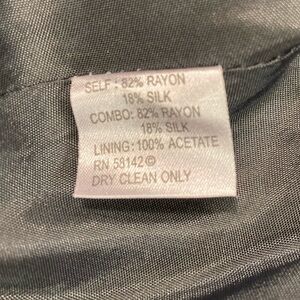 SELF: 82% RAYON
18% SILK
COMBO: 82% RAYON
18% SILK
LINING: 100% ACETATE
RN 58142©
DRY CLEAN ONLY